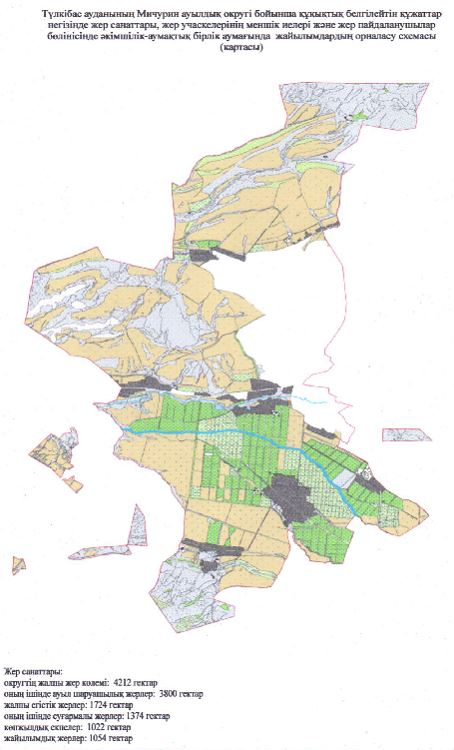 Түлкібас ауданының Мичурин ауылдық округі бойынша құқықтық белгілейтін құжаттар
негізінде жер санаттары, жер учаскелерінің меншік иелері және жер пайдаланушылар
бөлінісінде әкімшілік-аумақтық бірлік аумағында жайылымдардың орналасу схемасы
(картасы)
Жер санаттары:
округтің жалпы жер көлемі: 4212 гектар
оның ішінде ауыл шаруашылық жерлер: 3800 гектар
жалпы егістік жерлер: 1724 гектар
оның ішінде суғармалы жерлер: 1374 гектар
көпжылдық екпелер: 1022 гектар
жайылымдық жерлер: 1054 гектар